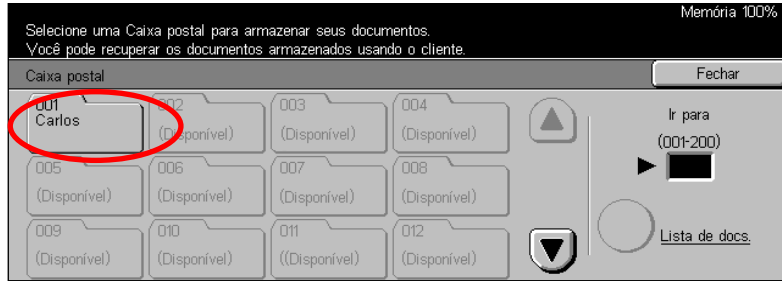 Memória 100%
Selecione uma Caixa postal para armazenar seus documentos.
Você pode recuperar os documentos armazenados usando o cliente.
Caixa postal
Fechar
001
Carlos
002
(Disponível)
003
(Disponível)
004
(Disponível)
005
(Disponível)
006
(Disponível)
007
(Disponível)
008
(Disponível)
009
(Disponível)
010
(Disponível)
011
((Disponível)
012
(Disponível)
Ir para
(001-200)
Lista de docs.